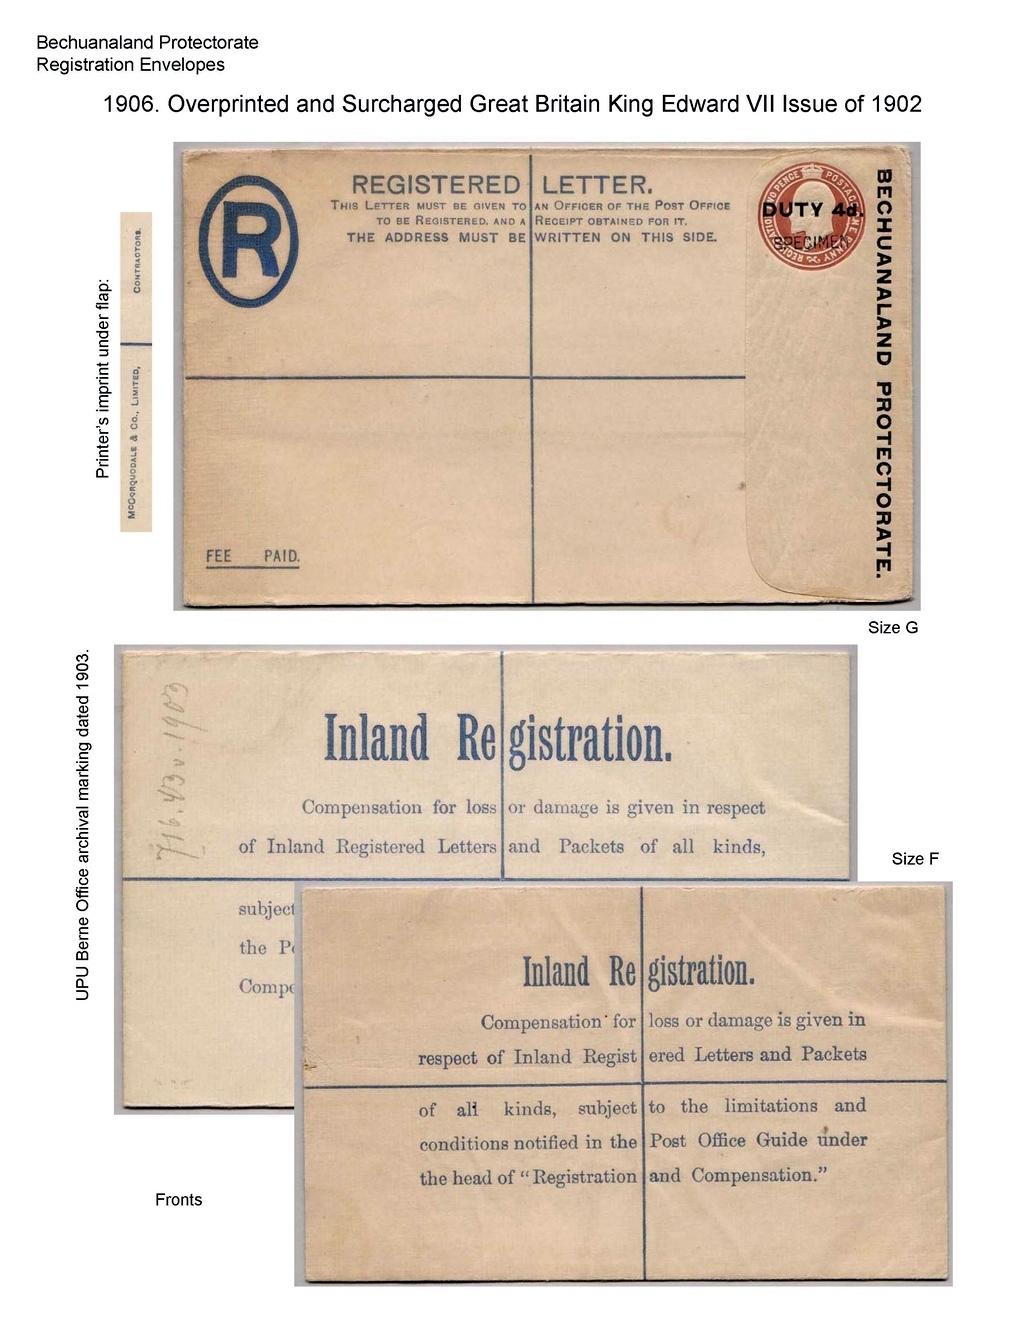 Bechuanaland Protectorate
Registration Envelopes
1906. Overprinted and Surcharged Great Britain King Edward VII Issue of 1902
Printer's imprint under flap:
McCORQUODALE & CO., LIMITED, CONTRACTORS.
R
REGISTERED LETTER.
THIS LETTER MUST BE GIVEN TO AN OFFICER OF THE POST OFFICE
TO BE REGISTERED, AND A RECEIPT OBTAINED FOR IT.
THE ADDRESS MUST BE WRITTEN ON THIS SIDE.
DUTY 4d.
SPECIMEN
BECHUANALAND PROTECTORATE.
FEE PAID.
Size G
UPU Berne Office archival marking dated 1903.
Inland Registration.
Compensation for loss or damage is given in respect
of Inland Registered Letters and Packets of all kinds,
subject
the P
Compe
Size F
Inland Registration.
Compensation for loss or damage is given in
respect of Inland Registered Letters and Packets
of all kinds, subject to the limitations and
conditions notified in the Post Office Guide under
the head of "Registration and Compensation."
Fronts